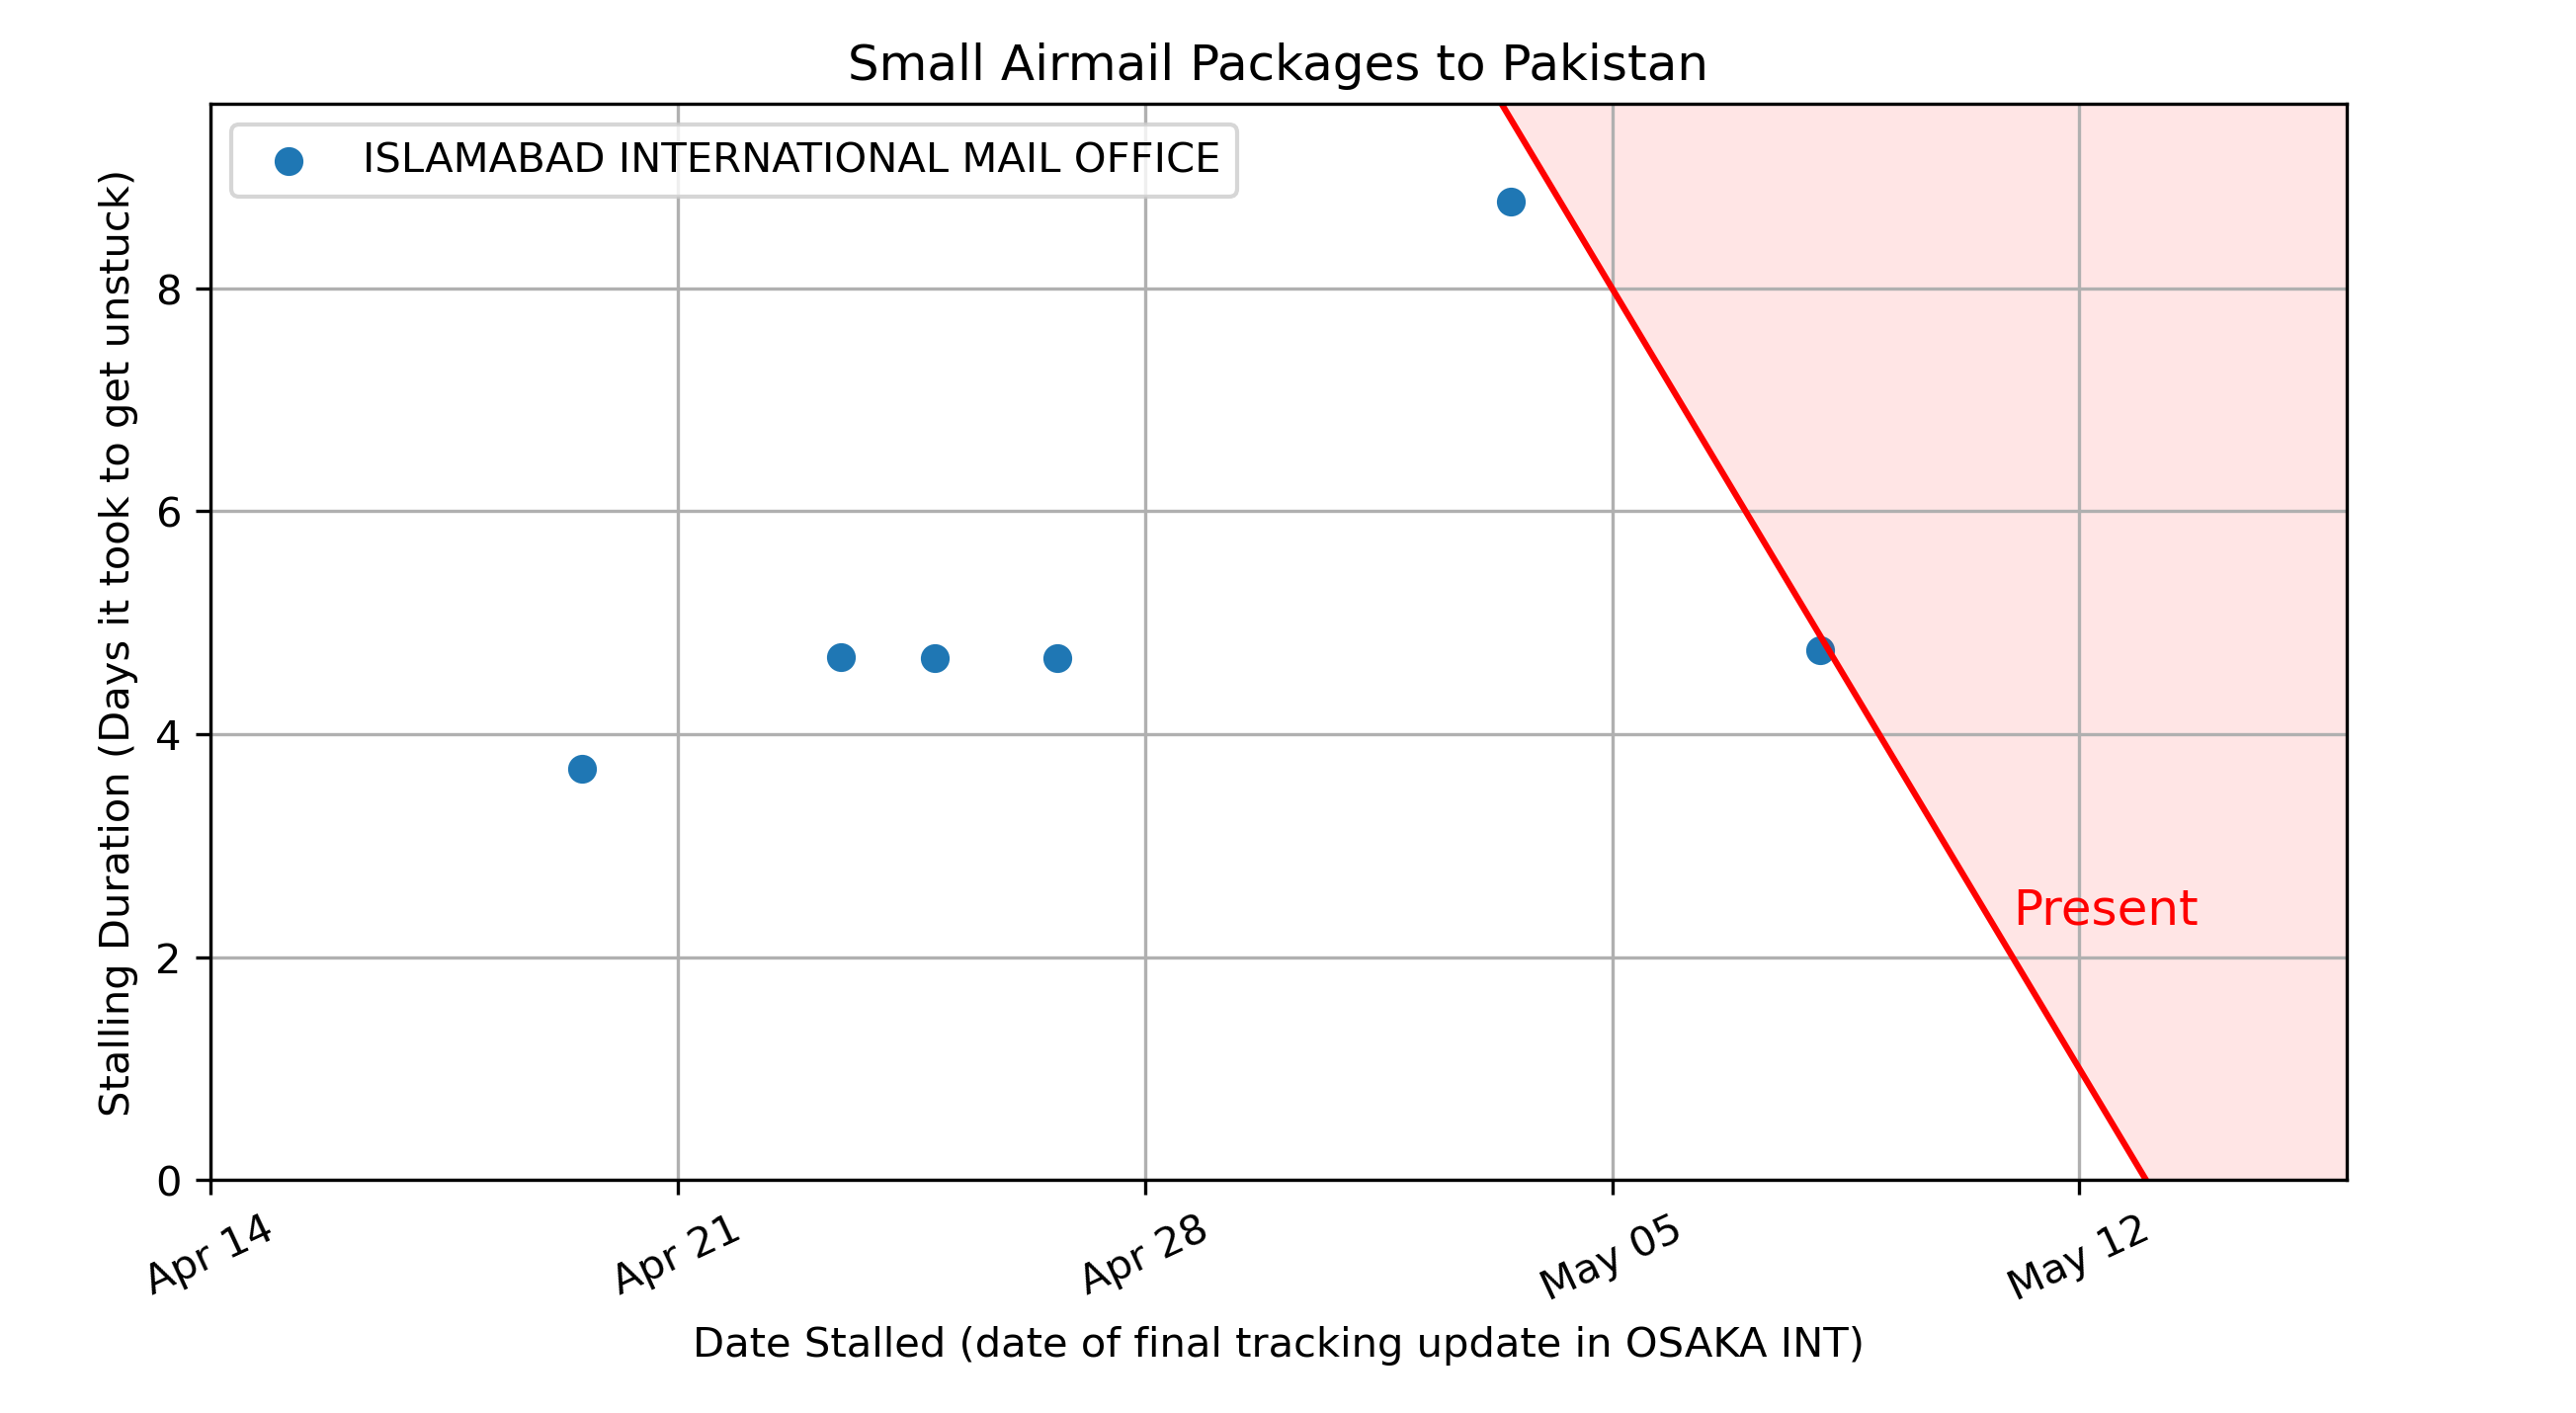 Small Airmail Packages to Pakistan
ISLAMABAD INTERNATIONAL MAIL OFFICE
Stalling Duration (Days it took to get unstuck)
8
6
4
2
0
Present
Apr 14
Apr 21
Apr 28
May 05
May 12
Date Stalled (date of final tracking update in OSAKA INT)